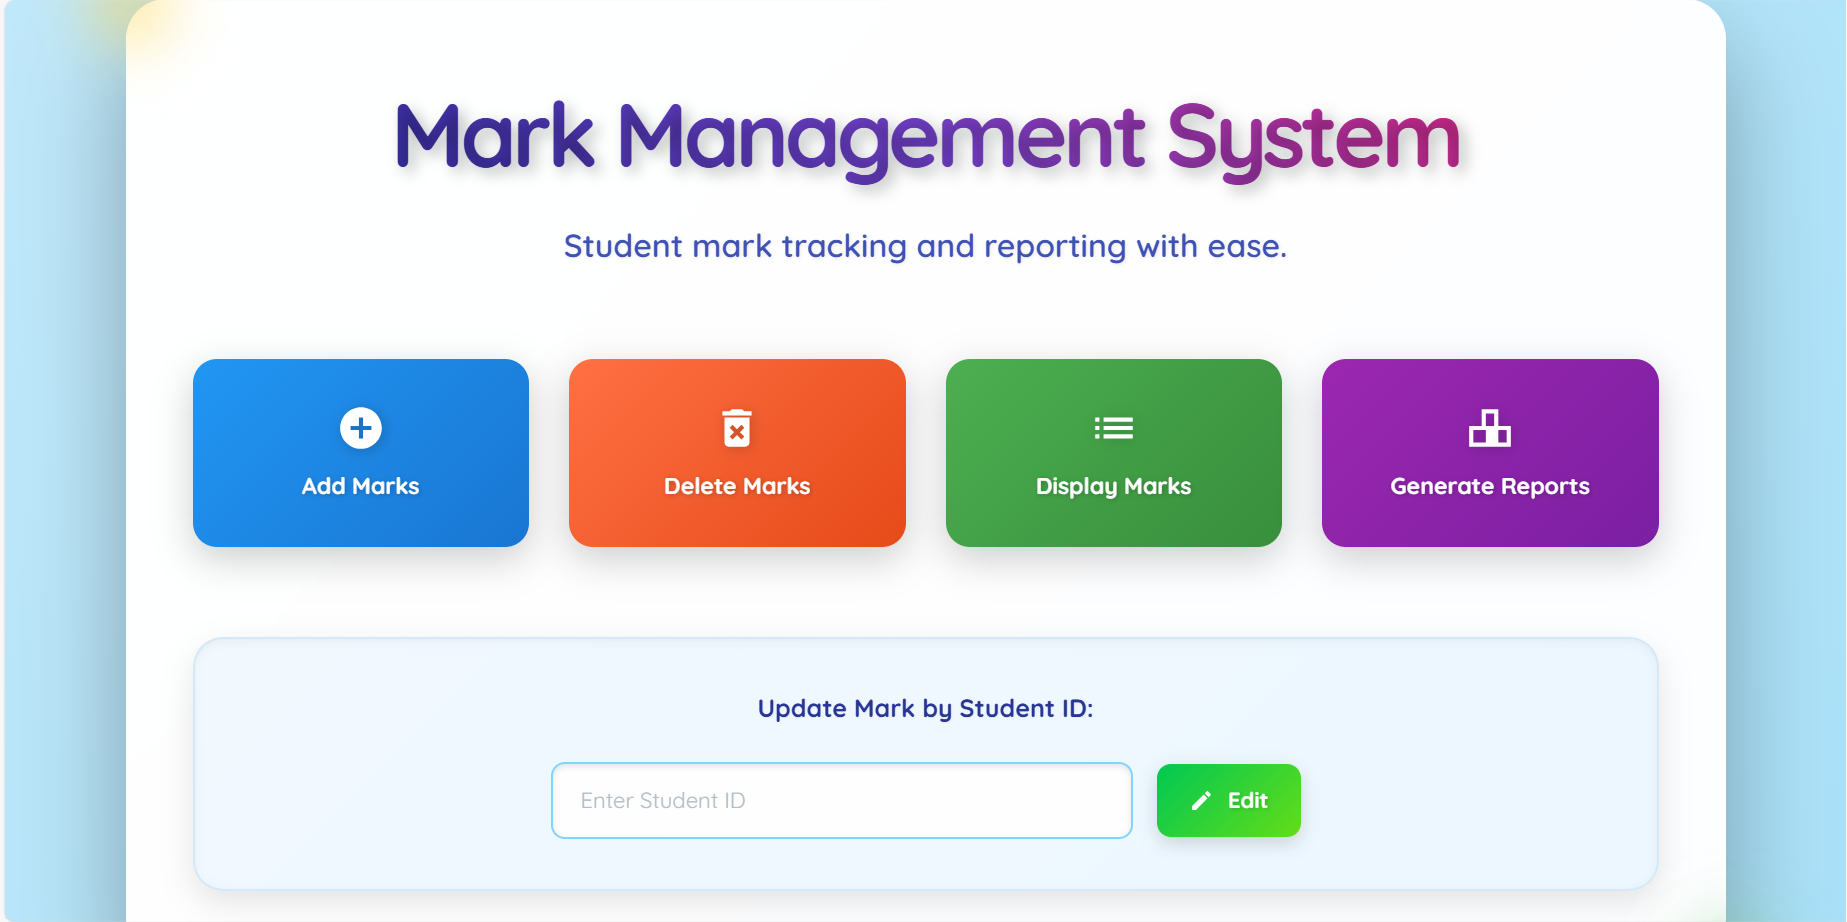 Mark Management System
Student mark tracking and reporting with ease.
Add Marks
Delete Marks
Display Marks
Generate Reports
Update Mark by Student ID:
Enter Student ID
Edit